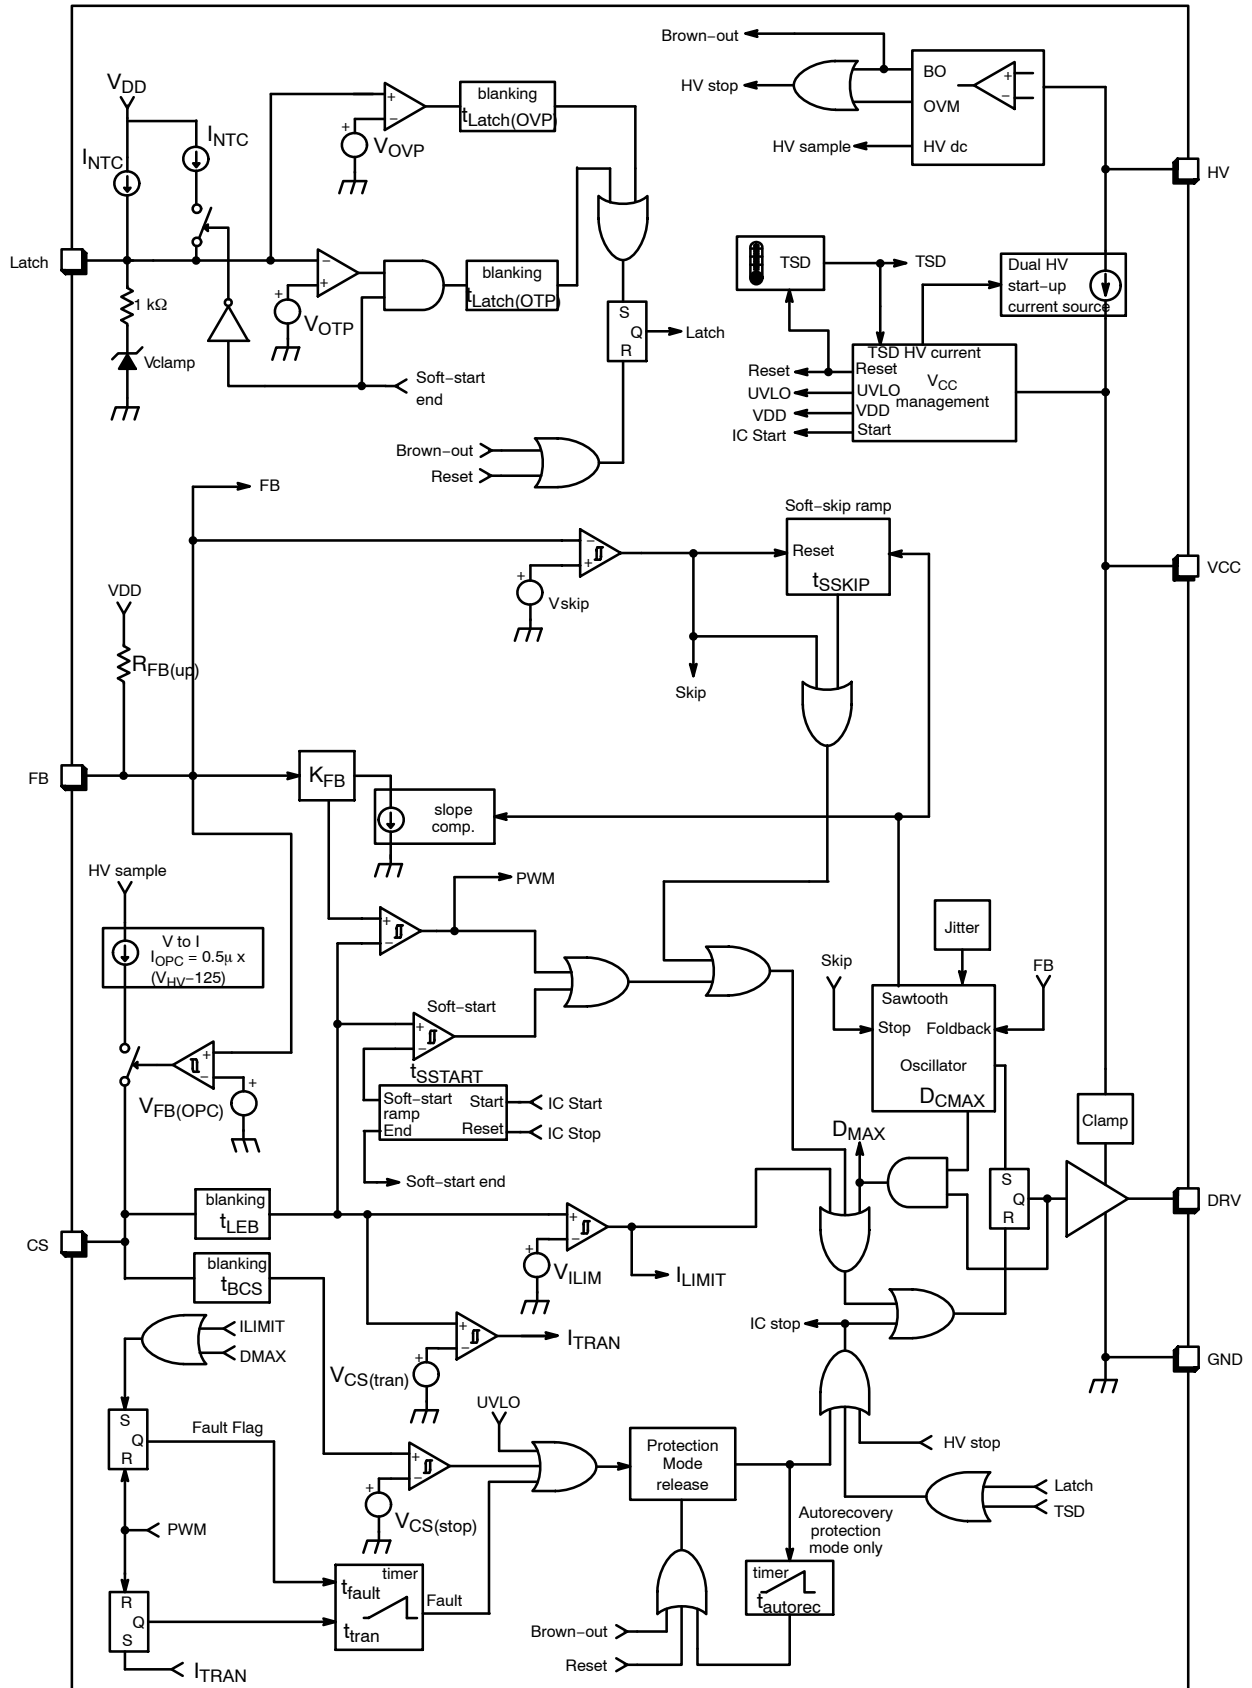 Brown−out
BO
HV stop
OVM
HV sample
HV dc
HV
VDD
INTC
INTC
+
−
+
VOVP
blanking
tLatch(OVP)
+
−
Latch
1 kΩ
Vclamp
−
+
+
VOTP
blanking
tLatch(OTP)
S
Q
R
Latch
Soft−start
end
Brown−out
Reset
TSD
TSD
Dual HV
start−up
current source
TSD HV current
Reset
Reset
UVLO
UVLO
VCC
management
VDD
VDD
IC Start
Start
FB
−
+
+
Vskip
Soft−skip ramp
Reset
tSSKIP
VCC
VDD
RFB(up)
Skip
FB
KFB
slope
comp.
HV sample
V to I
IOPC = 0.5µ x
(VHV−125)
+
−
PWM
Jitter
Skip
FB
Sawtooth
Stop
Foldback
Oscillator
DCMAX
Soft−start
+
−
tSSTART
+
−
+
VFB(OPC)
Soft−start
ramp
End
Start
Reset
IC Start
IC Stop
Soft−start end
DMAX
Clamp
S
Q
R
DRV
blanking
tLEB
CS
blanking
tBCS
+
−
+
VILIM
ILIMIT
ILIMIT
DMAX
+
−
+
VCS(tran)
ITRAN
IC stop
GND
S
Q
R
Fault Flag
UVLO
+
−
+
VCS(stop)
Protection
Mode
release
HV stop
Latch
TSD
PWM
Autorecovery
protection
mode only
R
Q
S
timer
tfault
ttran
Fault
timer
tautorec
Brown−out
Reset
ITRAN